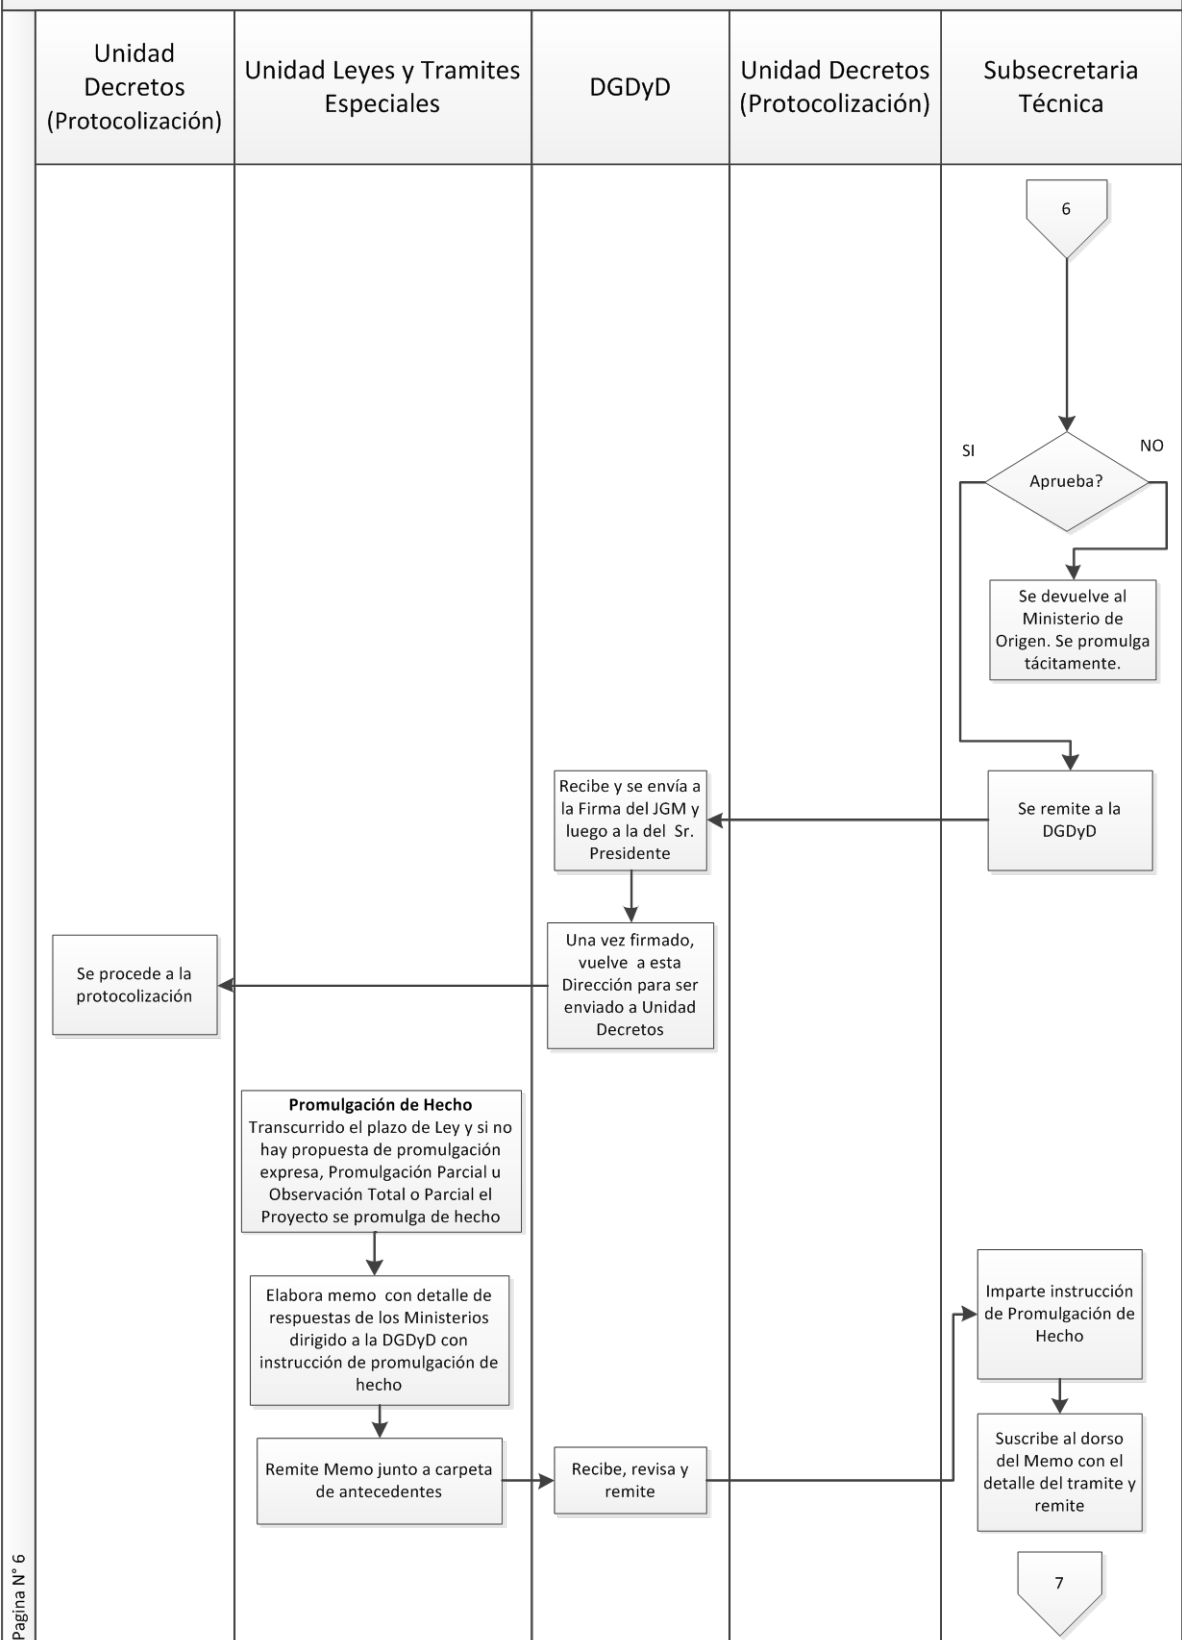 Unidad
Decretos
(Protocolización)
Unidad Leyes y Tramites
Especiales
DGDyD
Unidad Decretos
(Protocolización)
Subsecretaria
Técnica
6
SI
NO
Aprueba?
Se devuelve al
Ministerio de
Origen. Se promulga
tácitamente.
Se remite a la
DGDyD
Recibe y se envía a
la Firma del JGM y
luego a la del Sr.
Presidente
Una vez firmado,
vuelve a esta
Dirección para ser
enviado a Unidad
Decretos
Se procede a la
protocolización
Promulgación de Hecho
Transcurrido el plazo de Ley y si no
hay propuesta de promulgación
expresa, Promulgación Parcial u
Observación Total o Parcial el
Proyecto se promulga de hecho
Elabora memo con detalle de
respuestas de los Ministerios
dirigido a la DGDyD con
instrucción de promulgación de
hecho
Remite Memo junto a carpeta
de antecedentes
Recibe, revisa y
remite
Imparte instrucción
de Promulgación de
Hecho
Suscribe al dorso
del Memo con el
detalle del tramite y
remite
7
Pagina N° 6